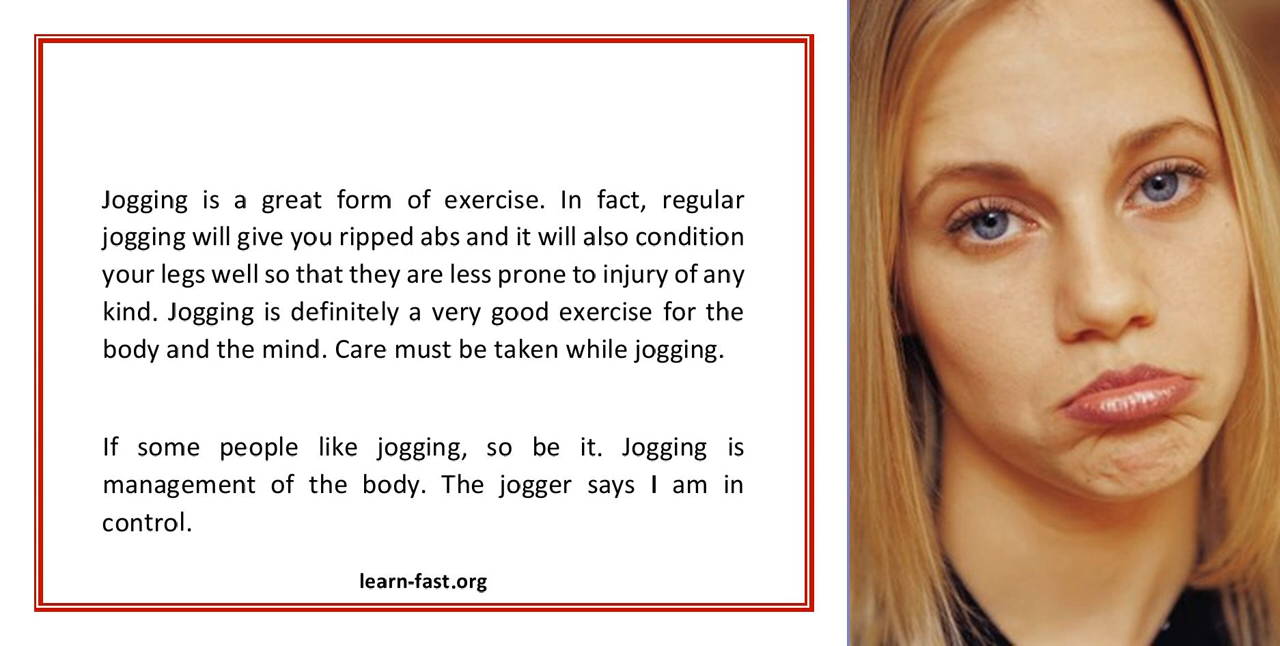 Jogging is a great form of exercise. In fact, regular
jogging will give you ripped abs and it will also condition
your legs well so that they are less prone to injury of any
kind. Jogging is definitely a very good exercise for the
body and the mind. Care must be taken while jogging.
If some people like jogging, so be it. Jogging is
management of the body. The jogger says I am in
control.
learn-fast.org